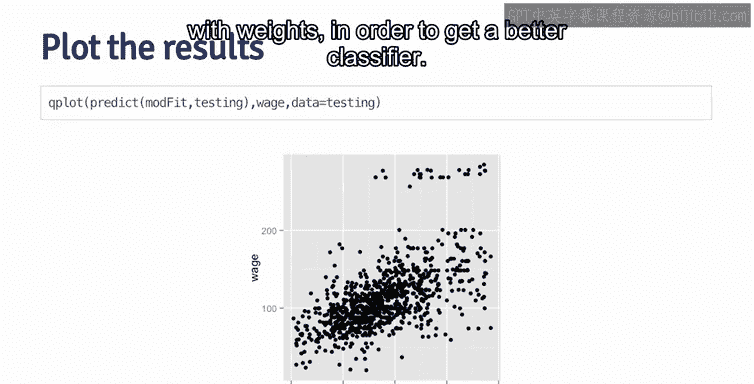 with weights, in order to get a better
classifier.
Plot the results
qplot(predict(modFit,testing),wage,data=testing)
wage
200
100